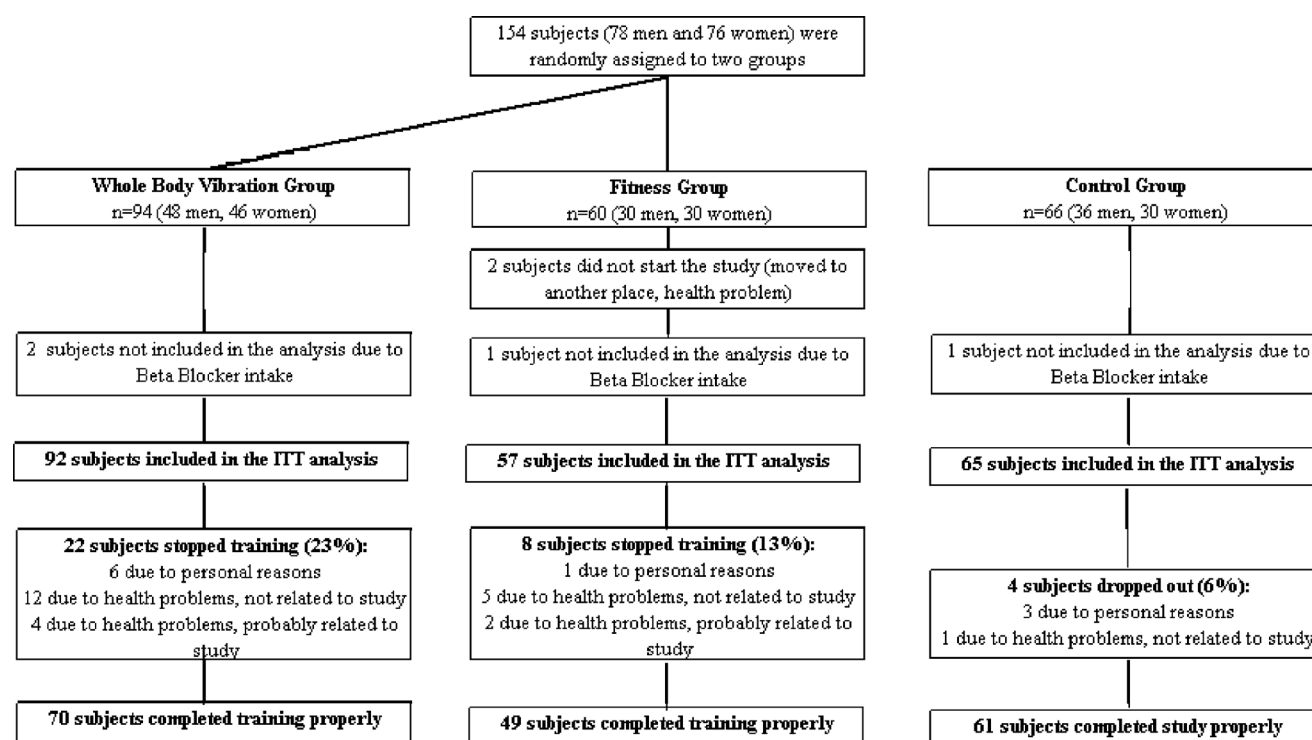 154 subjects (78 men and 76 women) were
randomly assigned to two groups
Whole Body Vibration Group
n=94 (48 men, 46 women)
Fitness Group
n=60 (30 men, 30 women)
Control Group
n=66 (36 men, 30 women)
2 subjects did not start the study (moved to
another place, health problem)
2 subjects not included in the analysis due to
Beta Blocker intake
1 subject not included in the analysis due to
Beta Blocker intake
1 subject not included in the analysis due to
Beta Blocker intake
92 subjects included in the ITT analysis
57 subjects included in the ITT analysis
65 subjects included in the ITT analysis
22 subjects stopped training (23%):
6 due to personal reasons
12 due to health problems, not related to study
4 due to health problems, probably related to
study
8 subjects stopped training (13%):
1 due to personal reasons
5 due to health problems, not related to study
2 due to health problems, probably related to
study
4 subjects dropped out (6%):
3 due to personal reasons
1 due to health problems, not related to study
70 subjects completed training properly
49 subjects completed training properly
61 subjects completed study properly